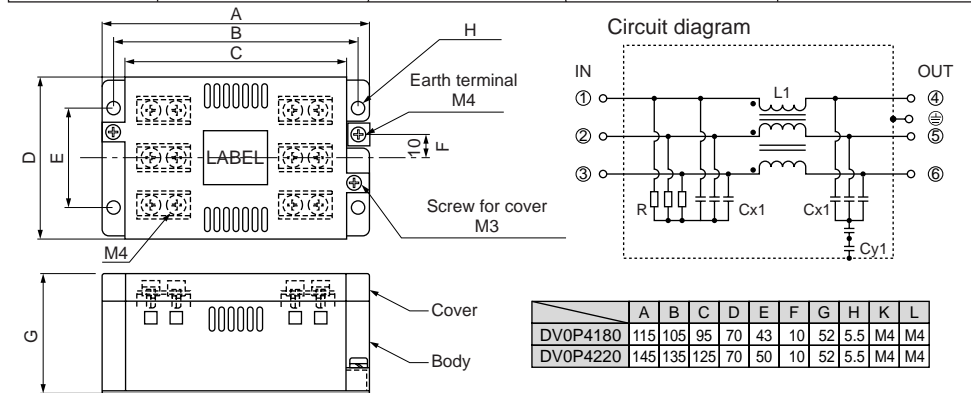 A
B
C
H
Earth terminal
M4
D
E
LABEL
10
F
Screw for cover
M3
M4
G
Cover
Body
Circuit diagram
IN
OUT
① L1 ④
② ⑤
③ ⑥
R Cx1 Cx1
Cy1
A B C D E F G H K L
DV0P4180 115 105 95 70 43 10 52 5.5 M4 M4
DV0P4220 145 135 125 70 50 10 52 5.5 M4 M4